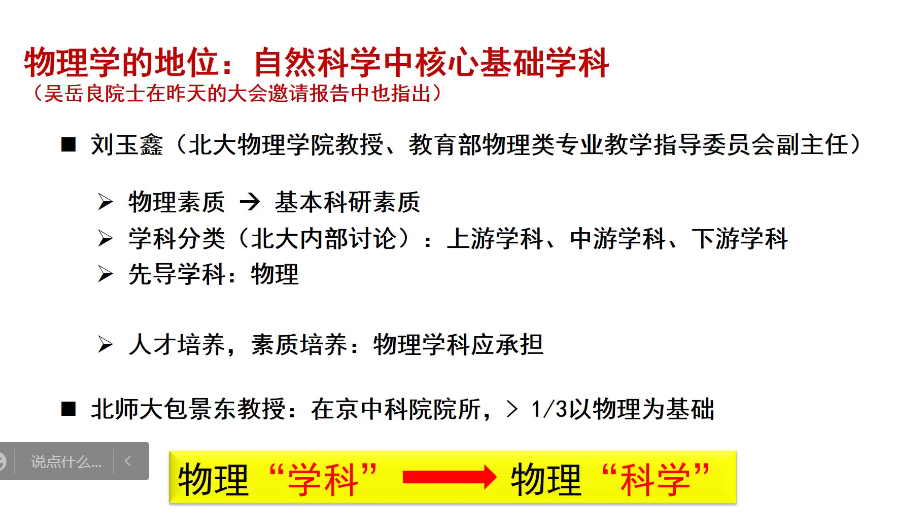 物理学的地位：自然科学中核心基础学科
（吴岳良院士在昨天的大会邀请报告中也指出）
■ 刘玉鑫（北大物理学院教授、教育部物理类专业教学指导委员会副主任）
➢ 物理素质 → 基本科研素质
➢ 学科分类（北大内部讨论）：上游学科、中游学科、下游学科
➢ 先导学科：物理
➢ 人才培养，素质培养：物理学科应承担
■ 北师大包景东教授：在京中科院院所，> 1/3以物理为基础
说点什么... <
物理“学科” → 物理“科学”